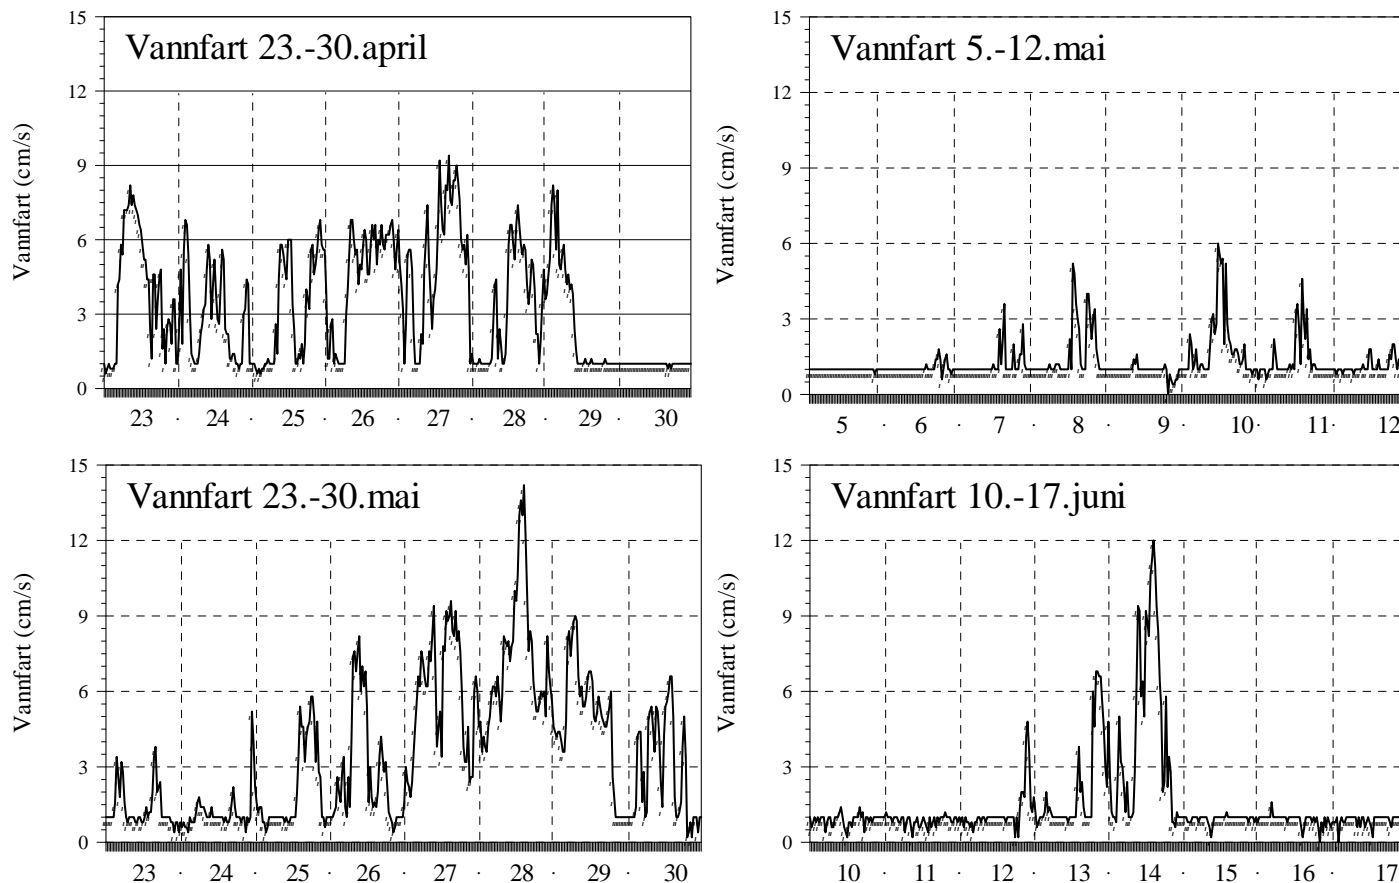 Vannfart 23.-30.april
Vannfart (cm/s)
15
12
9
6
3
0
23 · 24 · 25 · 26 · 27 · 28 · 29 · 30
Vannfart 5.-12.mai
Vannfart (cm/s)
15
12
9
6
3
0
5 · 6 · 7 · 8 · 9 · 10 · 11 · 12
Vannfart 23.-30.mai
Vannfart (cm/s)
15
12
9
6
3
0
23 · 24 · 25 · 26 · 27 · 28 · 29 · 30
Vannfart 10.-17.juni
Vannfart (cm/s)
15
12
9
6
3
0
10 · 11 · 12 · 13 · 14 · 15 · 16 · 17